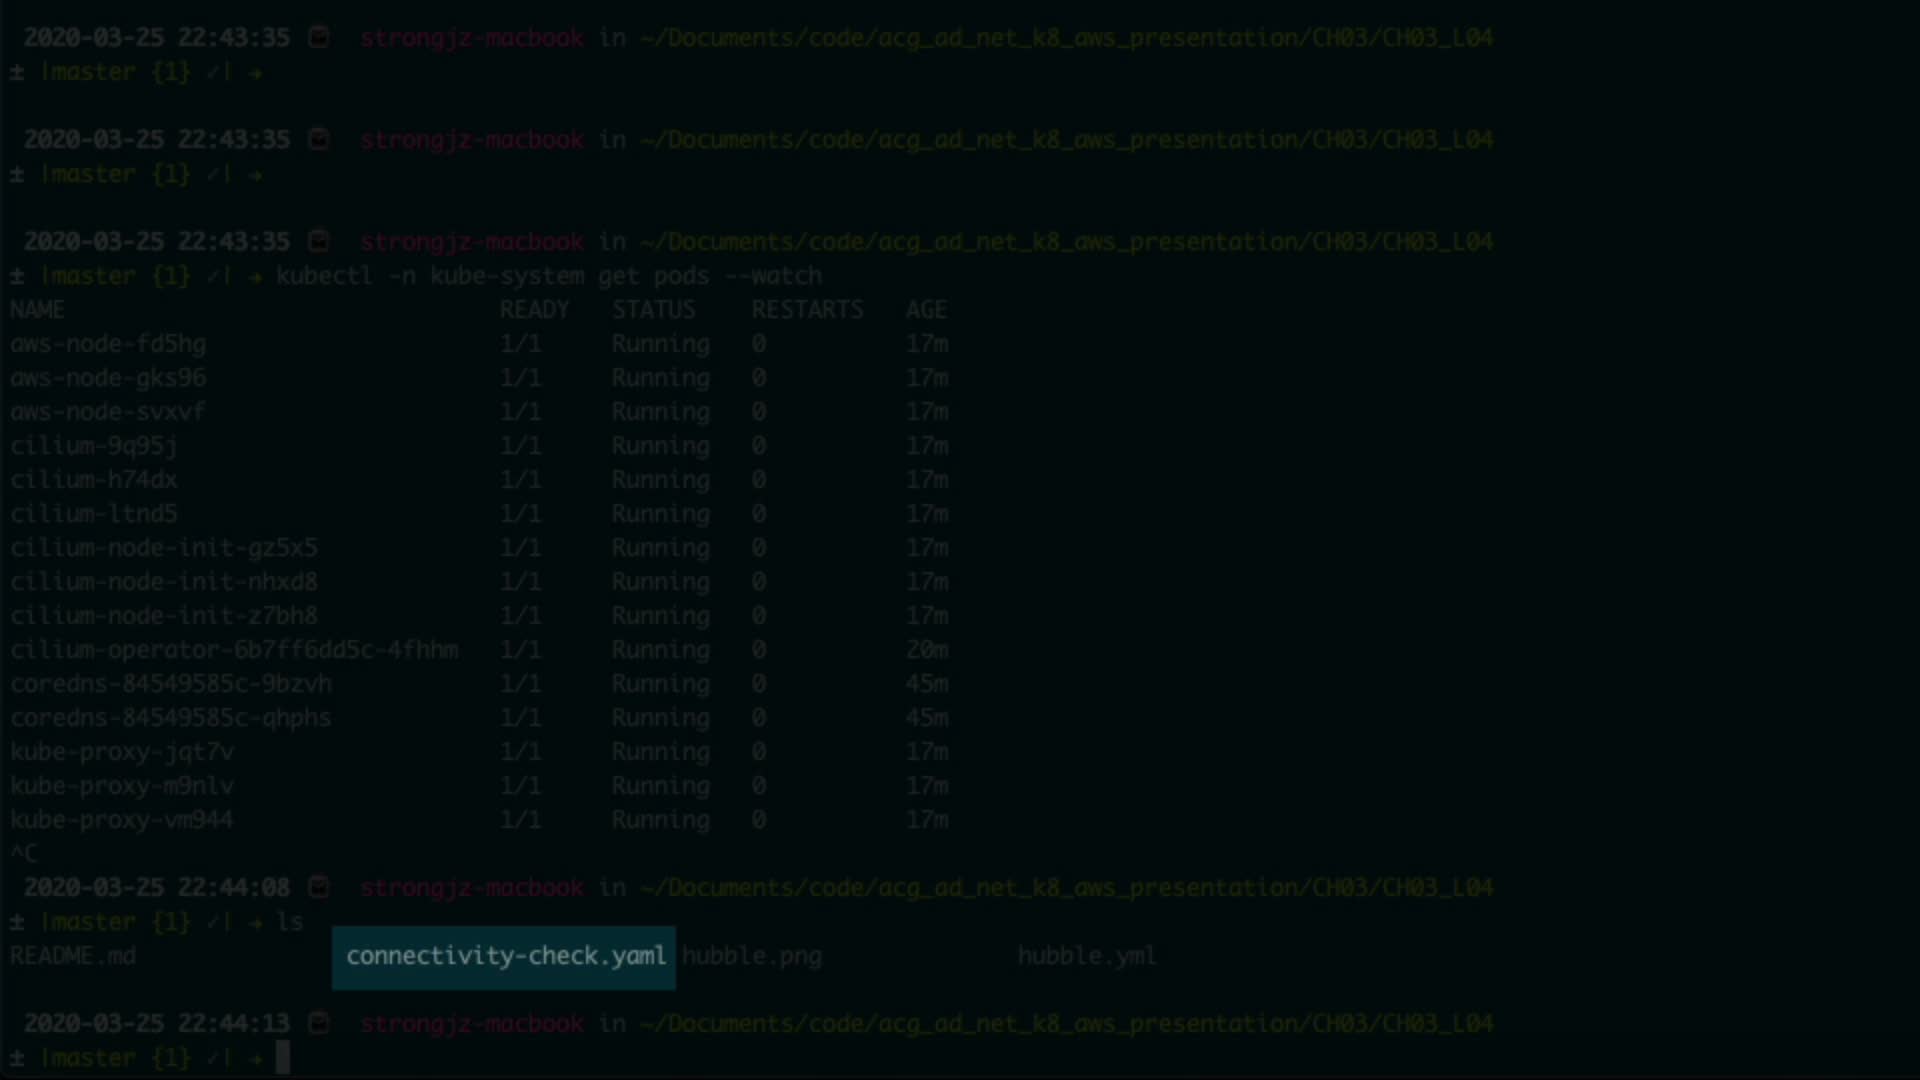 2020-03-25 22:43:35 strongjz-macbook in ~/Documents/code/acg_ad_net_k8_aws_presentation/CH03/CH03_L04
± |master {1} ✓| →
2020-03-25 22:43:35 strongjz-macbook in ~/Documents/code/acg_ad_net_k8_aws_presentation/CH03/CH03_L04
± |master {1} ✓| →
2020-03-25 22:43:35 strongjz-macbook in ~/Documents/code/acg_ad_net_k8_aws_presentation/CH03/CH03_L04
± |master {1} ✓| → kubectl -n kube-system get pods --watch
NAME READY STATUS RESTARTS AGE
aws-node-fd5hg 1/1 Running 0 17m
aws-node-gks96 1/1 Running 0 17m
aws-node-svxvf 1/1 Running 0 17m
cilium-9q95j 1/1 Running 0 17m
cilium-h74dx 1/1 Running 0 17m
cilium-ltnd5 1/1 Running 0 17m
cilium-node-init-gz5x5 1/1 Running 0 17m
cilium-node-init-nhxd8 1/1 Running 0 17m
cilium-node-init-z7bh8 1/1 Running 0 17m
cilium-operator-6b7ff6dd5c-4fhhm 1/1 Running 0 20m
coredns-84549585c-9bzvh 1/1 Running 0 45m
coredns-84549585c-qhphs 1/1 Running 0 45m
kube-proxy-jqt7v 1/1 Running 0 17m
kube-proxy-m9nlv 1/1 Running 0 17m
kube-proxy-vm944 1/1 Running 0 17m
^C
2020-03-25 22:44:08 strongjz-macbook in ~/Documents/code/acg_ad_net_k8_aws_presentation/CH03/CH03_L04
± |master {1} ✓| → ls
README.md connectivity-check.yaml hubble.png hubble.yml
2020-03-25 22:44:13 strongjz-macbook in ~/Documents/code/acg_ad_net_k8_aws_presentation/CH03/CH03_L04
± |master {1} ✓| →